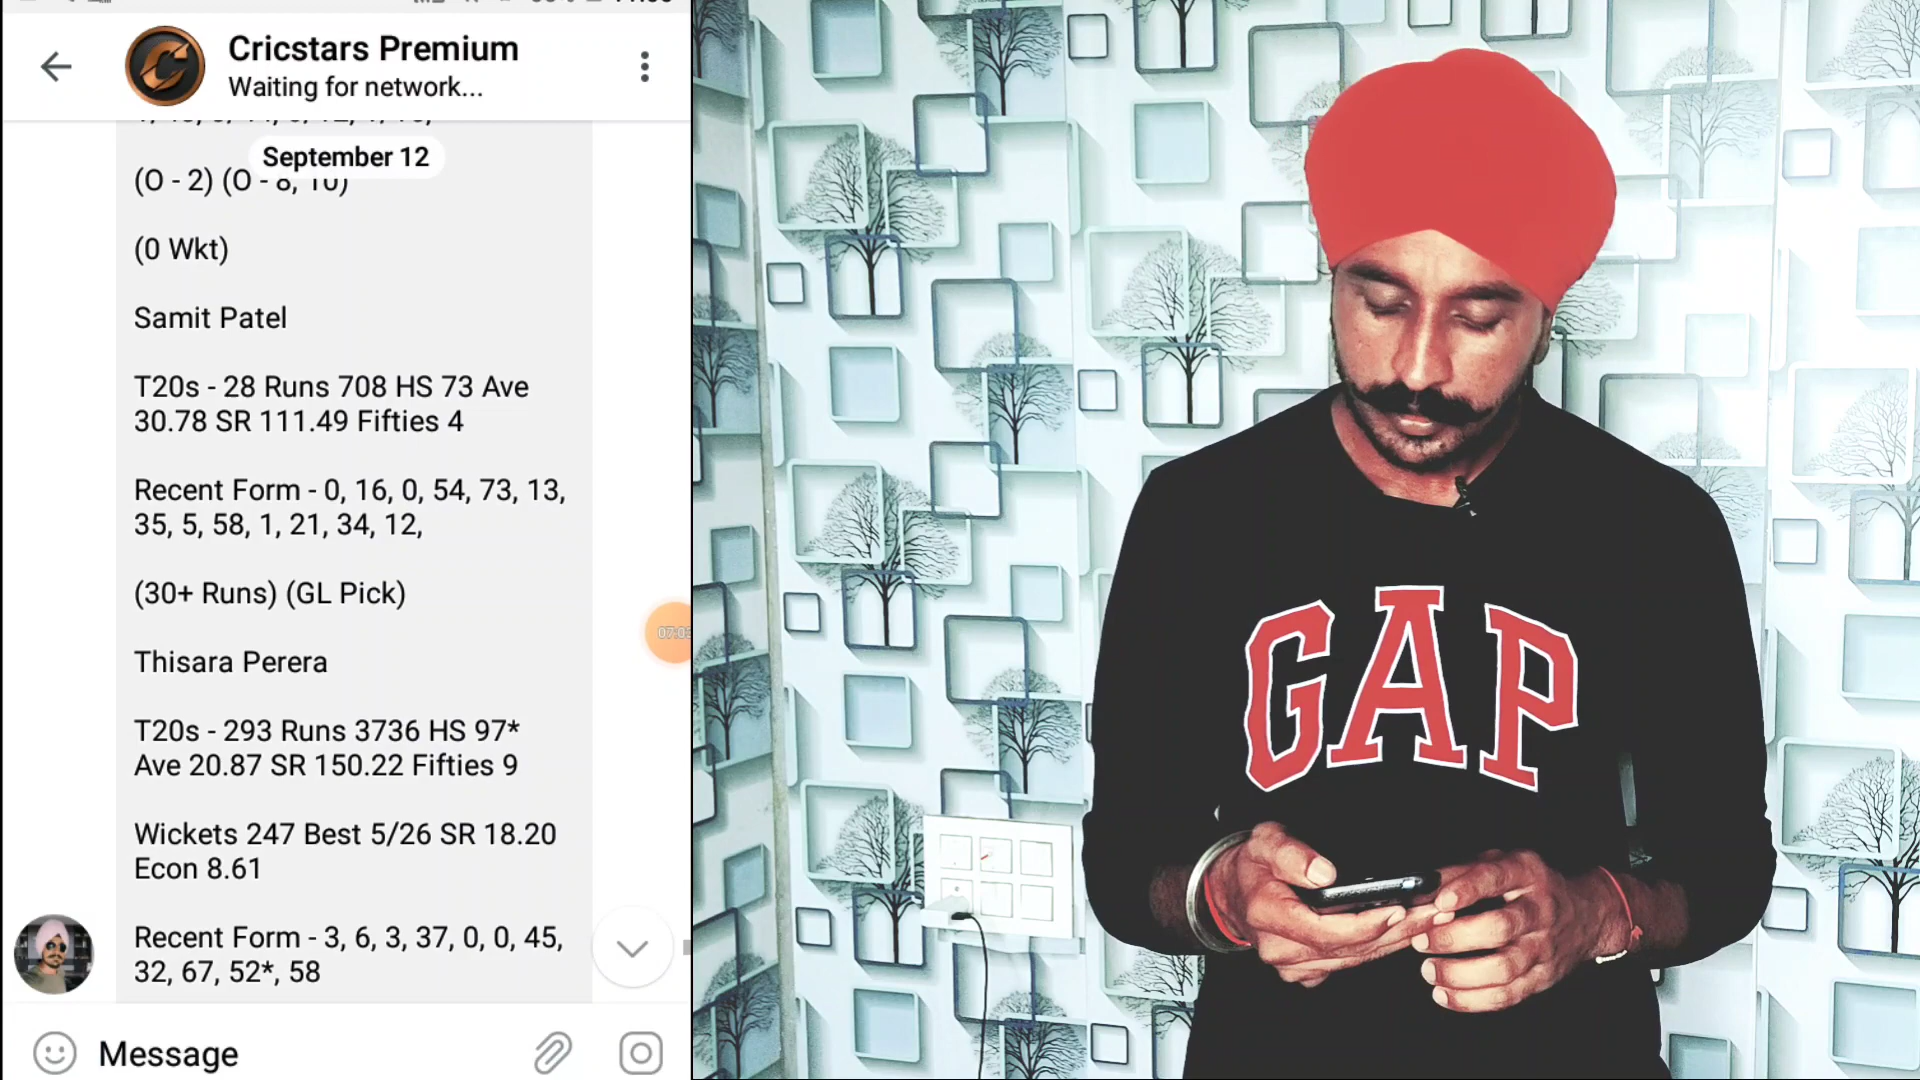 Cricstars Premium
Waiting for network...
September 12
(O - 2) (O - 8, 10)
(0 Wkt)
Samit Patel
T20s - 28 Runs 708 HS 73 Ave
30.78 SR 111.49 Fifties 4
Recent Form - 0, 16, 0, 54, 73, 13,
35, 5, 58, 1, 21, 34, 12,
(30+ Runs) (GL Pick)
Thisara Perera
T20s - 293 Runs 3736 HS 97*
Ave 20.87 SR 150.22 Fifties 9
Wickets 247 Best 5/26 SR 18.20
Econ 8.61
Recent Form - 3, 6, 3, 37, 0, 0, 45,
32, 67, 52*, 58
Message
GAP